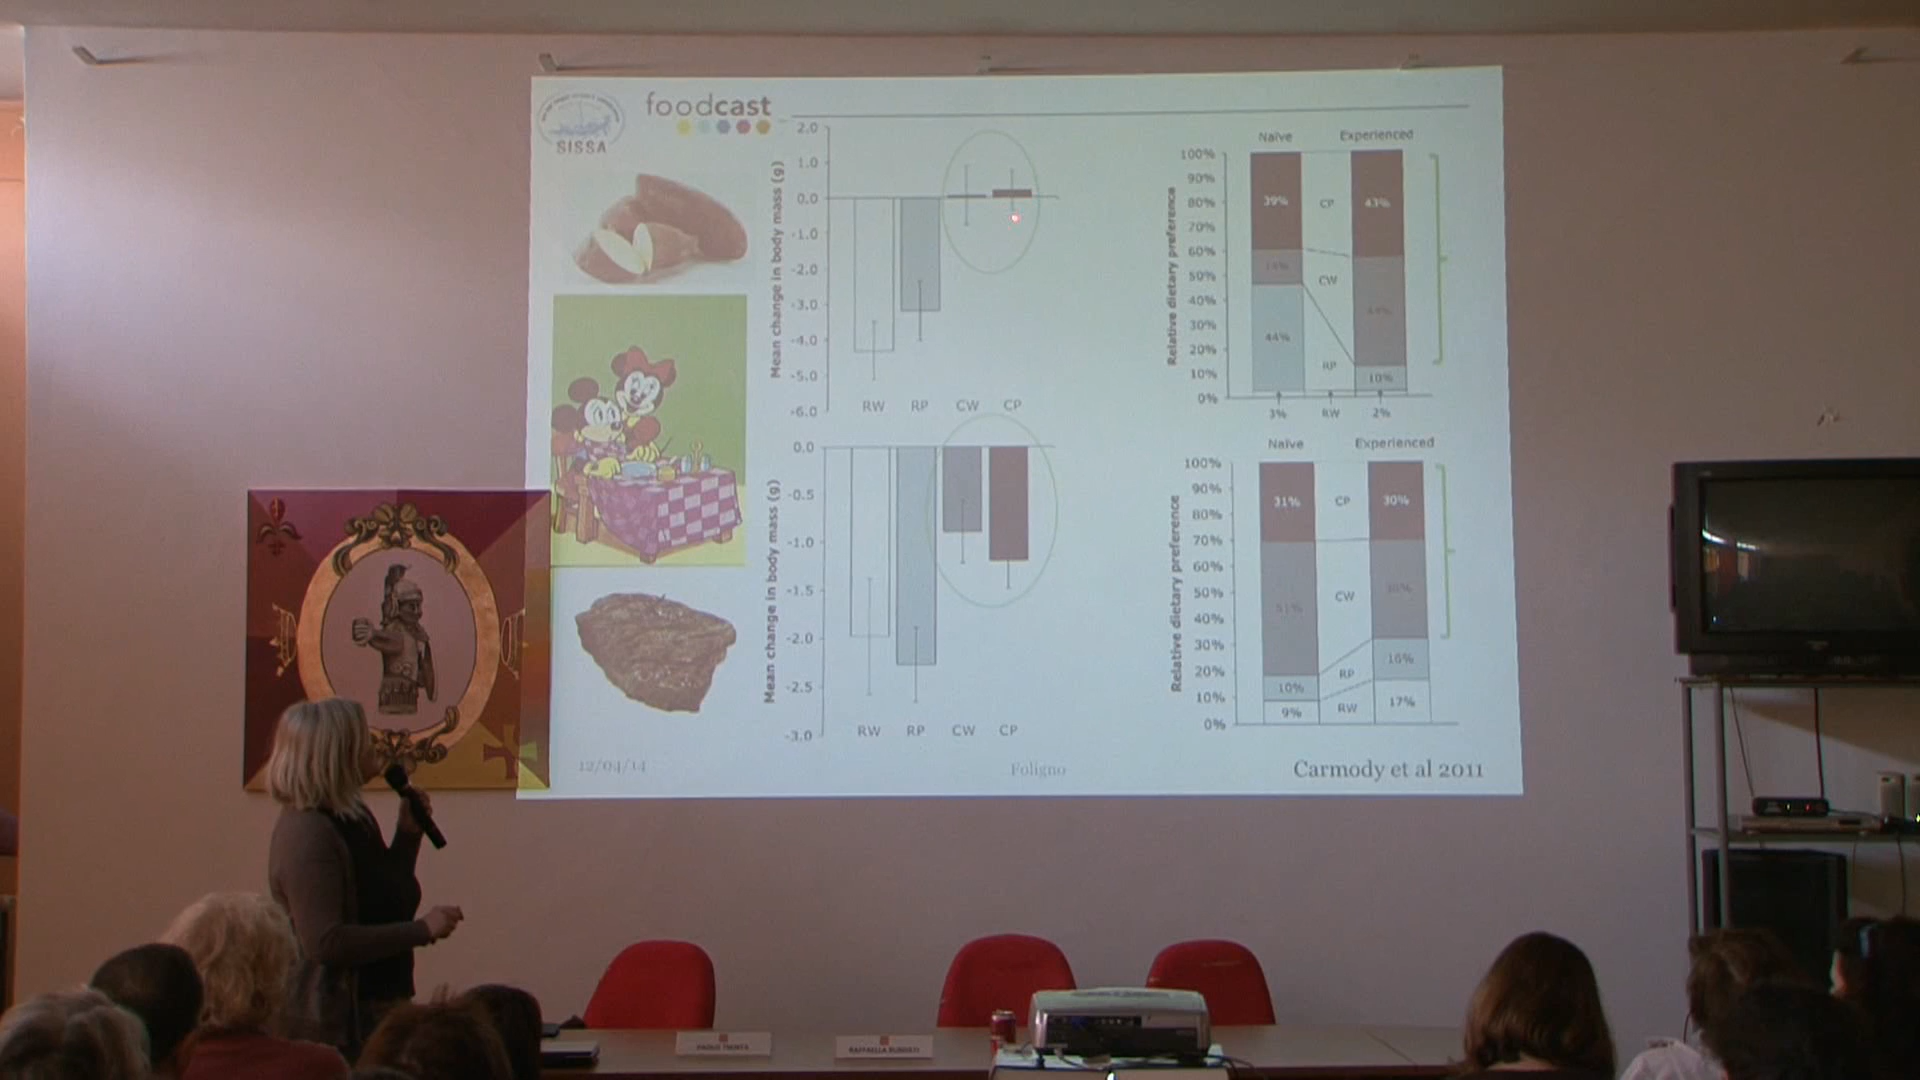 foodcast
SISSA
Mean change in body mass (g)
2.0
1.0
0.0
-1.0
-2.0
-3.0
-4.0
-5.0
-6.0
RW RP CW CP
Mean change in body mass (g)
0.0
-0.5
-1.0
-1.5
-2.0
-2.5
-3.0
RW RP CW CP
Naive Experienced
Relative dietary preference
100%
90%
80%
70%
60%
50%
40%
30%
20%
10%
0%
39% CP 43%
CW
44%
RP
10%
3% RW 2%
Naive Experienced
Relative dietary preference
100%
90%
80%
70%
60%
50%
40%
30%
20%
10%
0%
31% CP 30%
51% CW
10% RP 16%
9% RW 17%
12/04/14
Foligno
Carmody et al 2011